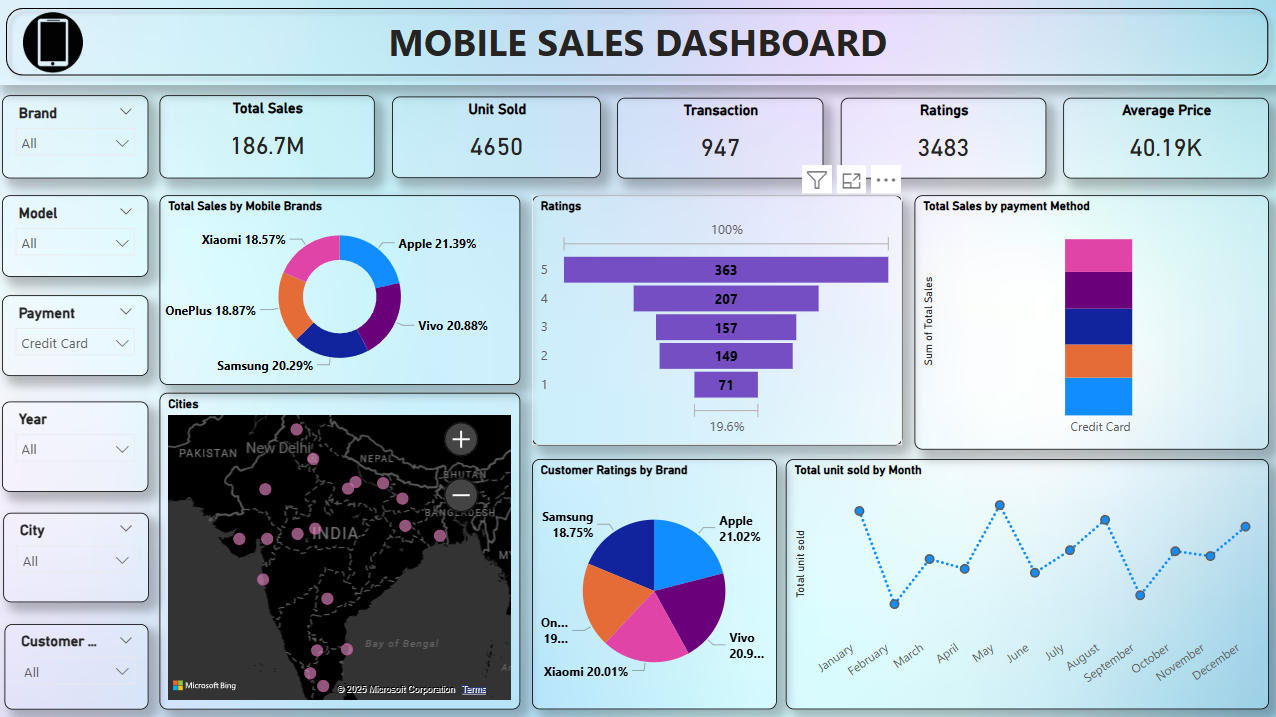 MOBILE SALES DASHBOARD
Brand
All
Total Sales
186.7M
Unit Sold
4650
Transaction
947
Ratings
3483
Average Price
40.19K
Model
All
Payment
Credit Card
Year
All
City
All
Customer ...
All
Total Sales by Mobile Brands
Xiaomi 18.57%
Apple 21.39%
OnePlus 18.87%
Vivo 20.88%
Samsung 20.29%
Ratings
100%
5
363
4
207
3
157
2
149
1
71
19.6%
Total Sales by payment Method
Sum of Total Sales
Credit Card
Cities
PAKISTAN
New Delhi
NEPAL
BHUTAN
BANGLADESH
INDIA
MY
Bay of Bengal
Microsoft Bing
© 2025 Microsoft Corporation Terms
Customer Ratings by Brand
Samsung
18.75%
Apple
21.02%
On...
19...
Vivo
20.9...
Xiaomi 20.01%
Total unit sold by Month
Total unit sold
January
February
March
April
May
June
July
August
September
October
November
December